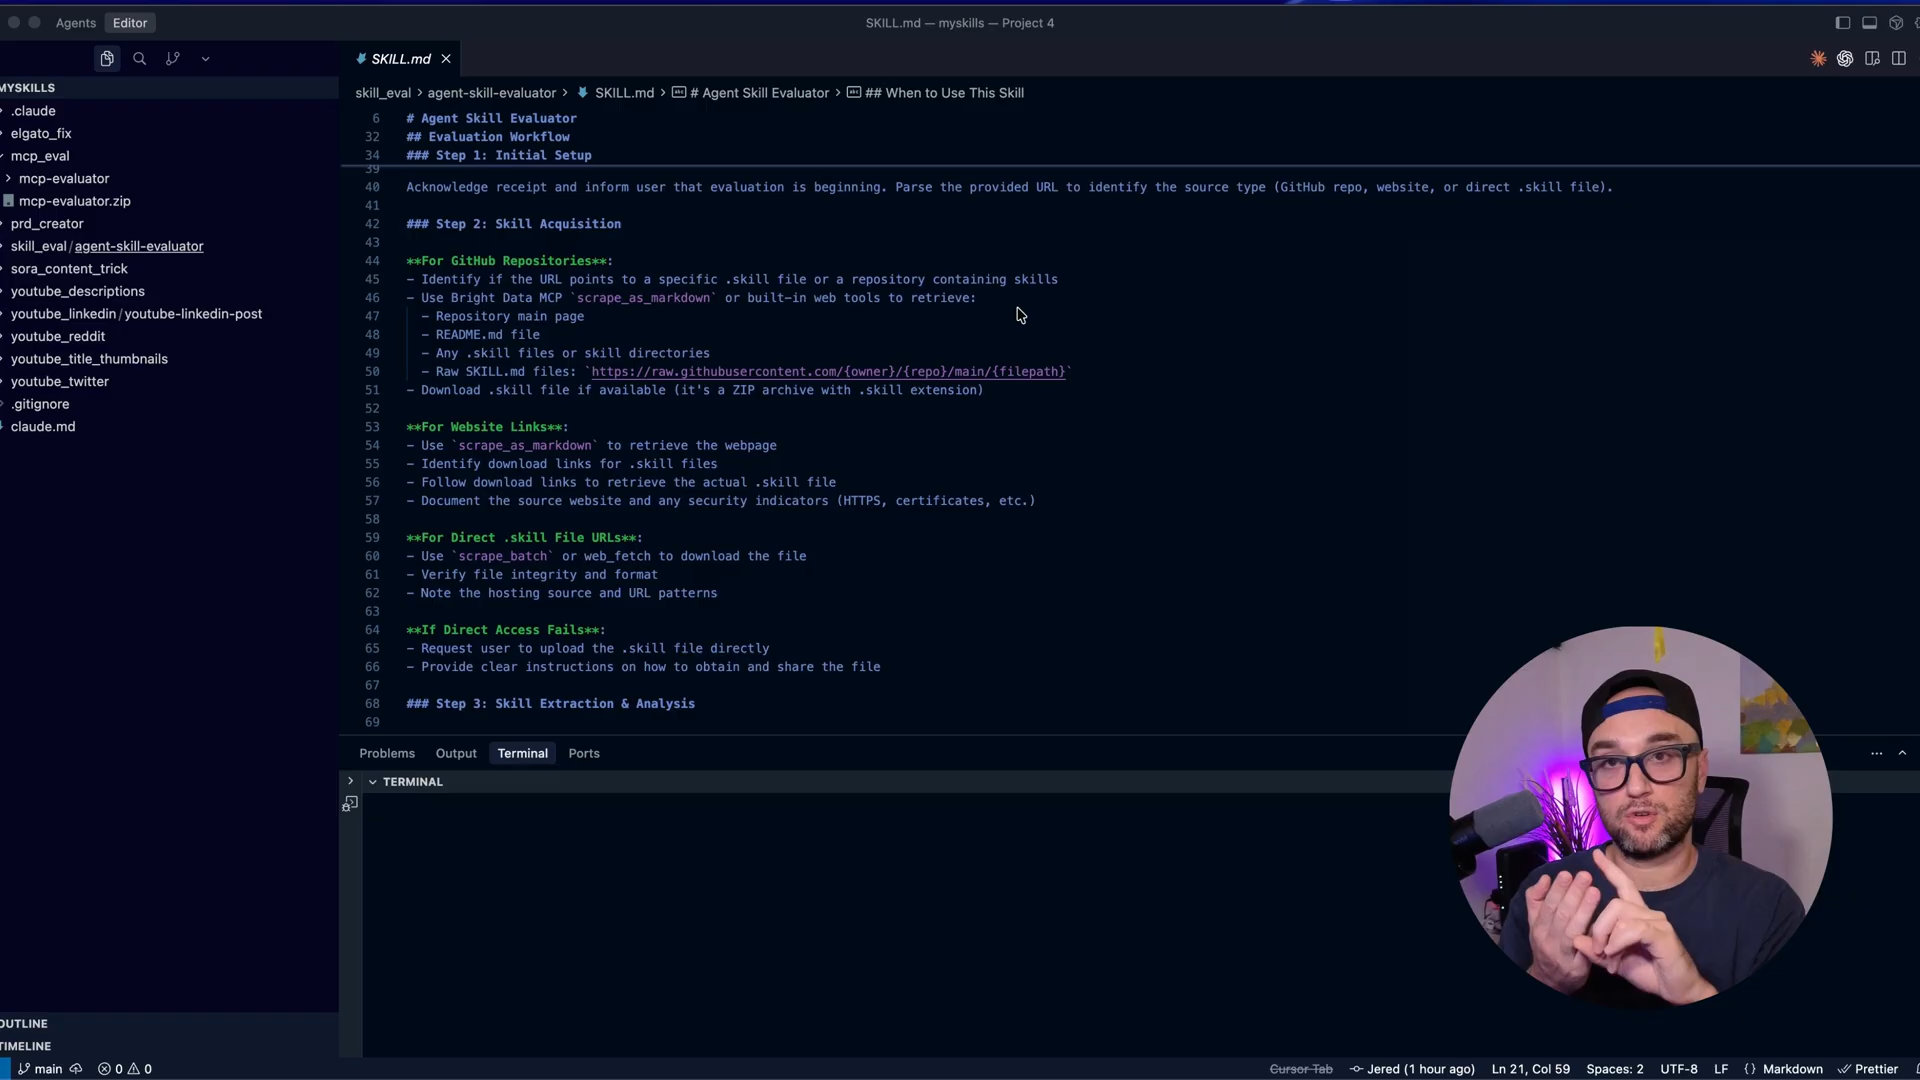 Agents Editor
SKILL.md — myskills — Project 4
SKILL.md
MYSKILLS
.claude
elgato_fix
mcp_eval
mcp-evaluator
mcp-evaluator.zip
prd_creator
skill_eval/agent-skill-evaluator
sora_content_trick
youtube_descriptions
youtube_linkedin/youtube-linkedin-post
youtube_reddit
youtube_title_thumbnails
youtube_twitter
.gitignore
claude.md
OUTLINE
TIMELINE
skill_eval > agent-skill-evaluator > SKILL.md > # Agent Skill Evaluator > ## When to Use This Skill
6 # Agent Skill Evaluator
32 ## Evaluation Workflow
34 ### Step 1: Initial Setup
39
40 Acknowledge receipt and inform user that evaluation is beginning. Parse the provided URL to identify the source type (GitHub repo, website, or direct .skill file).
41
42 ### Step 2: Skill Acquisition
43
44 **For GitHub Repositories**:
45 - Identify if the URL points to a specific .skill file or a repository containing skills
46 - Use Bright Data MCP `scrape_as_markdown` or built-in web tools to retrieve:
47 - Repository main page
48 - README.md file
49 - Any .skill files or skill directories
50 - Raw SKILL.md files: `https://raw.githubusercontent.com/{owner}/{repo}/main/{filepath}`
51 - Download .skill file if available (it's a ZIP archive with .skill extension)
52
53 **For Website Links**:
54 - Use `scrape_as_markdown` to retrieve the webpage
55 - Identify download links for .skill files
56 - Follow download links to retrieve the actual .skill file
57 - Document the source website and any security indicators (HTTPS, certificates, etc.)
58
59 **For Direct .skill File URLs**:
60 - Use `scrape_batch` or web_fetch to download the file
61 - Verify file integrity and format
62 - Note the hosting source and URL patterns
63
64 **If Direct Access Fails**:
65 - Request user to upload the .skill file directly
66 - Provide clear instructions on how to obtain and share the file
67
68 ### Step 3: Skill Extraction & Analysis
69
Problems Output Terminal Ports
TERMINAL
main 0 0 Cursor Tab Jered (1 hour ago) Ln 21, Col 59 Spaces: 2 UTF-8 LF {} Markdown Prettier